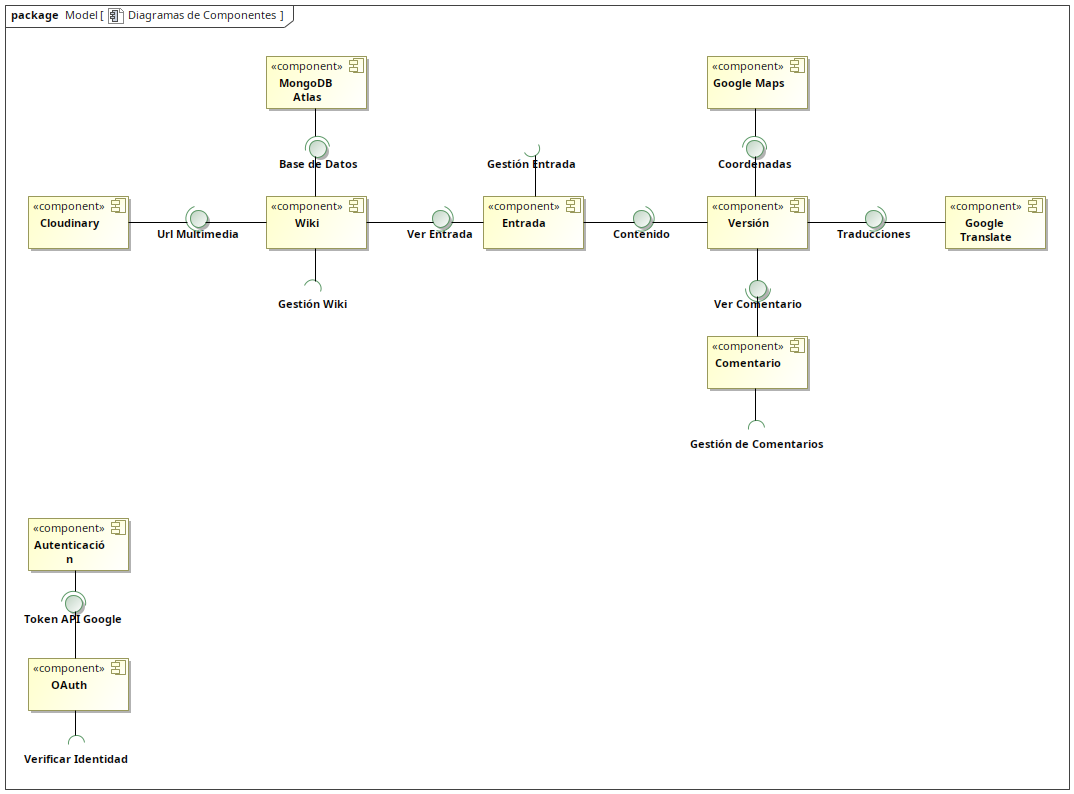 package Model [ Diagramas de Componentes ]
«component»
MongoDB
Atlas
«component»
Google Maps
Base de Datos
Gestión Entrada
Coordenadas
«component»
Cloudinary
«component»
Wiki
«component»
Entrada
«component»
Versión
«component»
Google
Translate
Url Multimedia
Ver Entrada
Contenido
Traducciones
Gestión Wiki
Ver Comentario
«component»
Comentario
Gestión de Comentarios
«component»
Autenticació
n
Token API Google
«component»
OAuth
Verificar Identidad